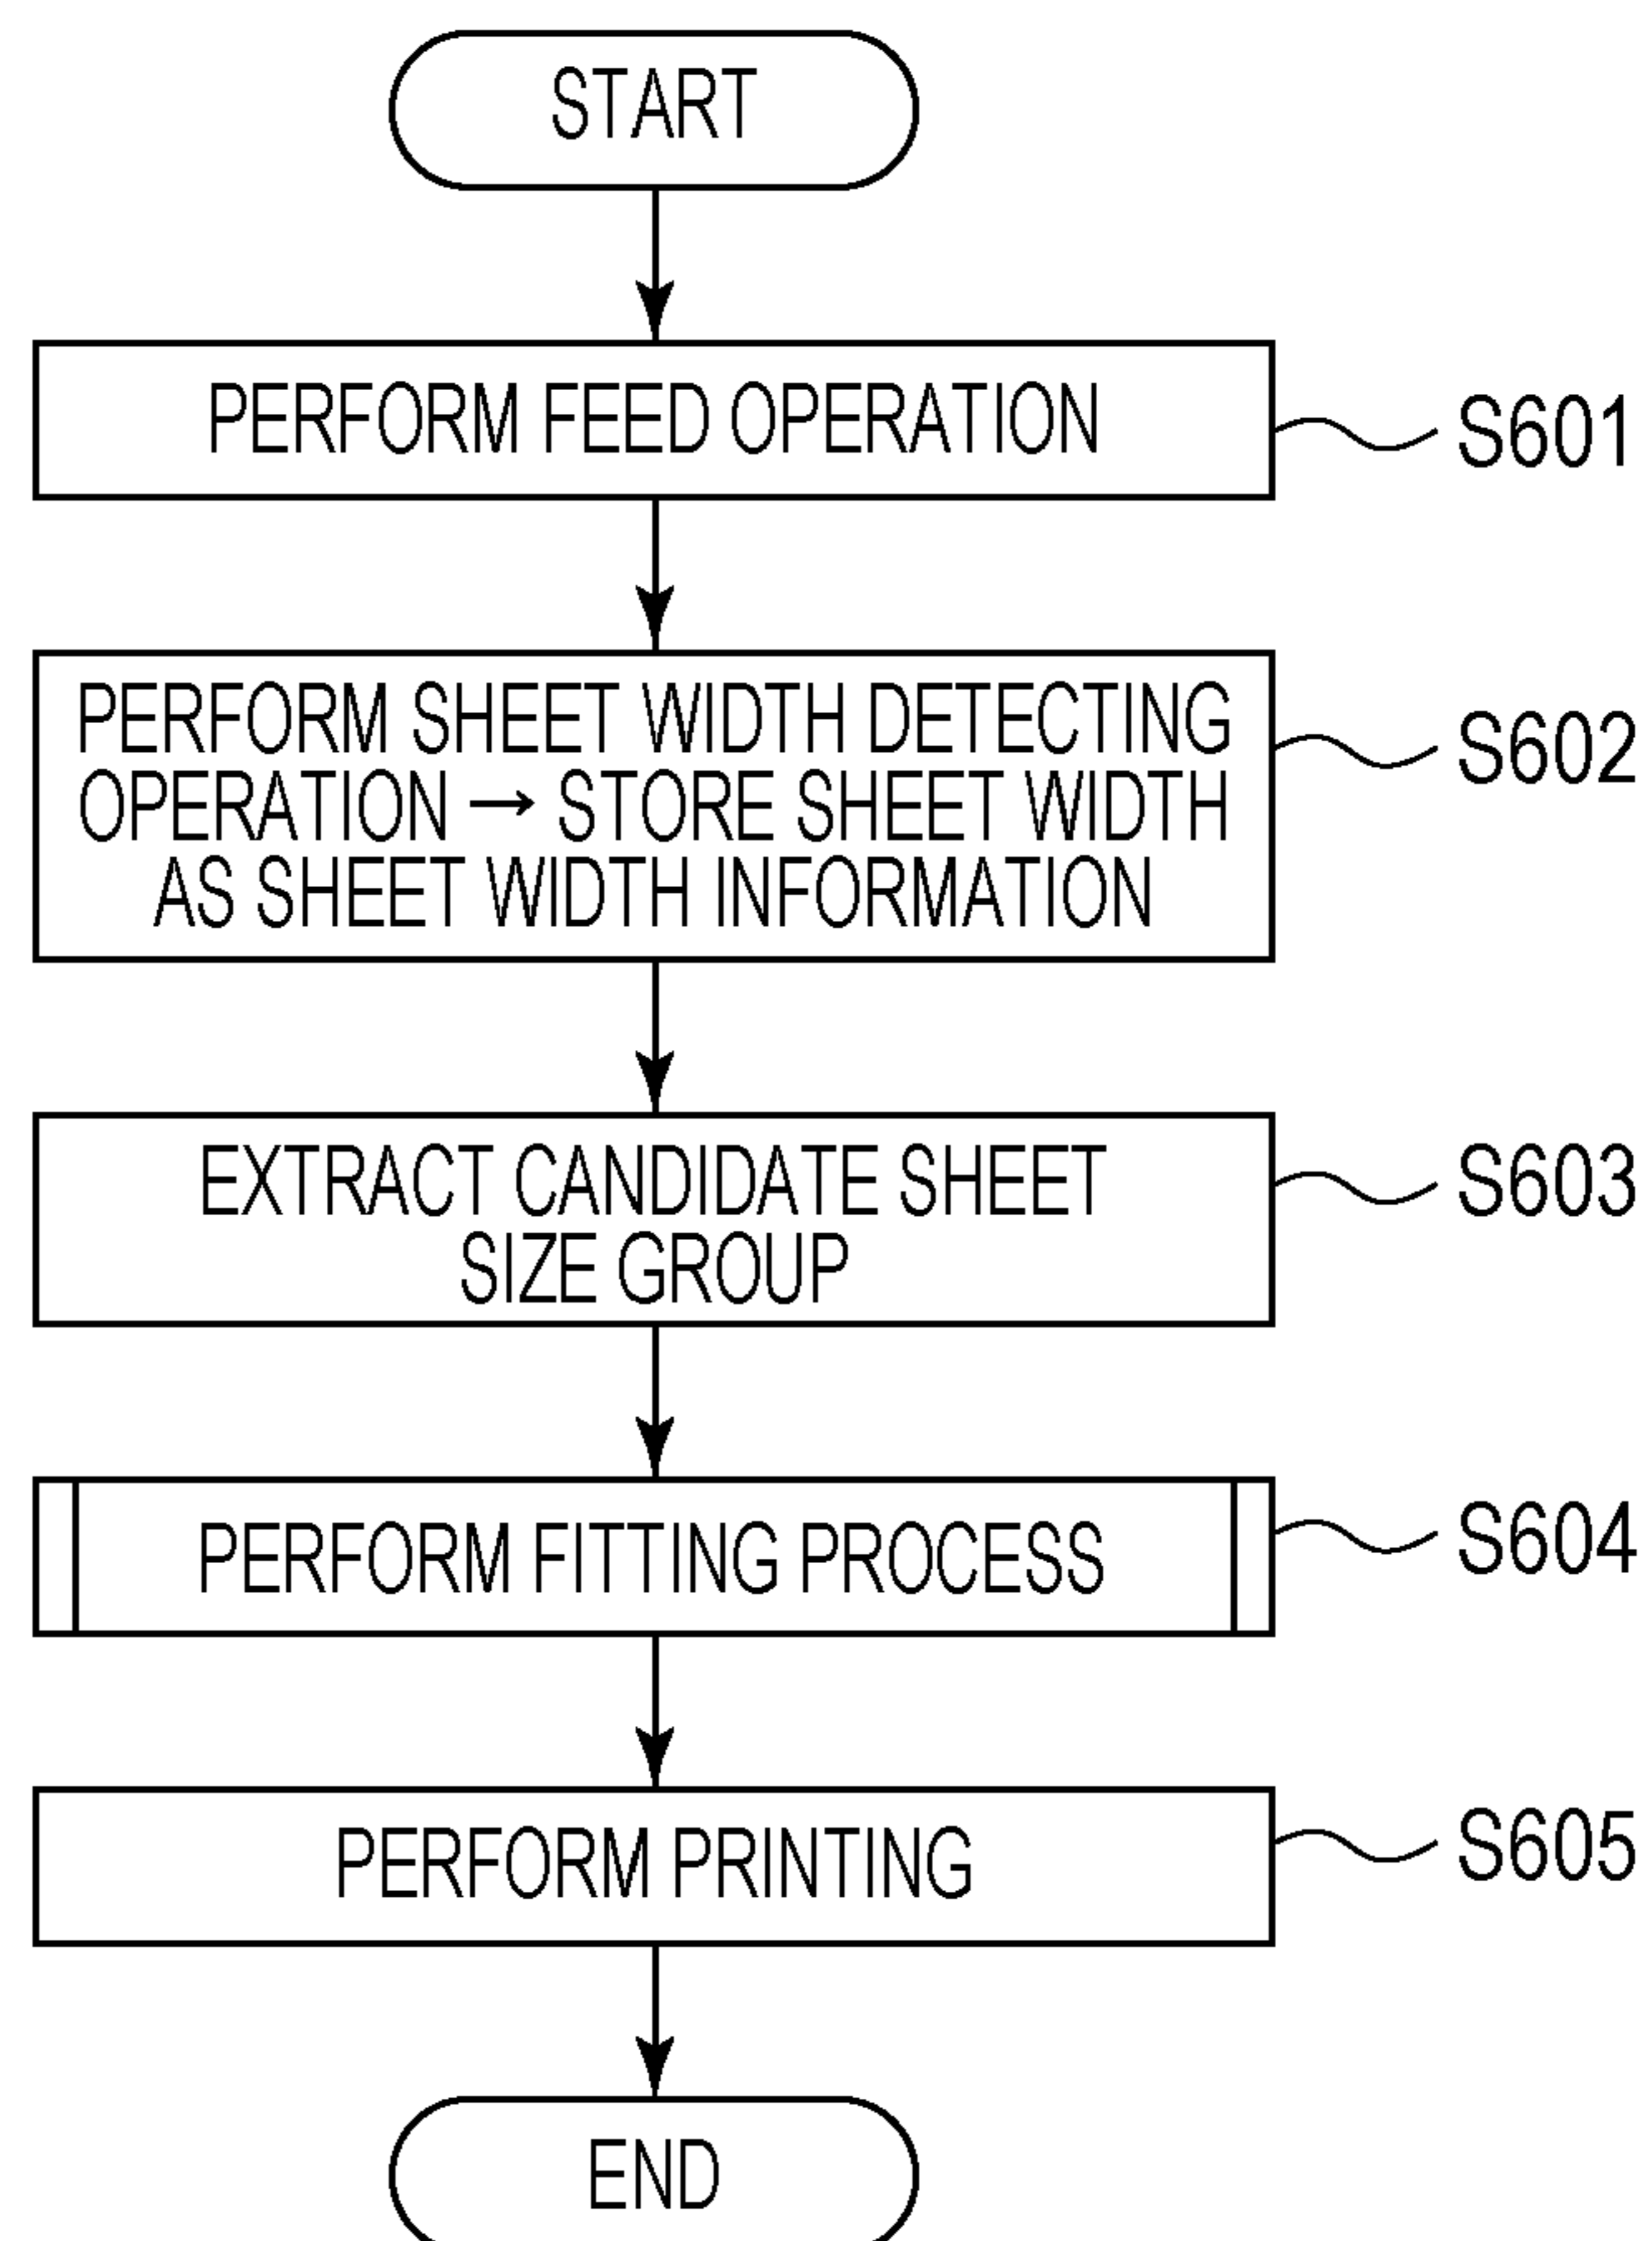 START
PERFORM FEED OPERATION
S601
PERFORM SHEET WIDTH DETECTING
OPERATION → STORE SHEET WIDTH
AS SHEET WIDTH INFORMATION
S602
EXTRACT CANDIDATE SHEET
SIZE GROUP
S603
PERFORM FITTING PROCESS
S604
PERFORM PRINTING
S605
END